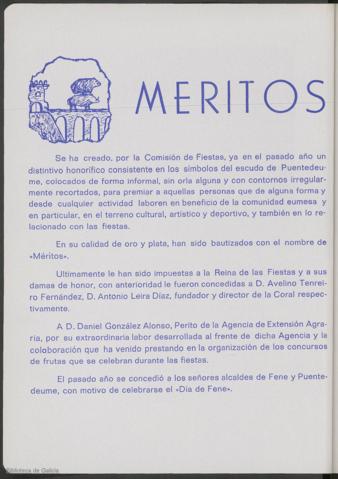 MERITOS
Se ha creado, por la Comisión de Fiestas, ya en el pasado año un
distintivo honorífico consistente en los símbolos del escudo de Puentedeu-
me, colocados de forma informal, sin orla alguna y con contornos irregular-
mente recortados, para premiar a aquellas personas que de alguna forma y
desde cualquier actividad laboren en beneficio de la comunidad eumesa y
en particular, en el terreno cultural, artístico y deportivo, y también en lo re-
lacionado con las fiestas.
En su calidad de oro y plata, han sido bautizados con el nombre de
«Méritos».
Ultimamente le han sido impuestas a la Reina de las Fiestas y a sus
damas de honor, con anterioridad le fueron concedidas a D. Avelino Tenrei-
ro Fernández, D. Antonio Leira Díaz, fundador y director de la Coral respec-
tivamente.
A D. Daniel González Alonso, Perito de la Agencia de Extensión Agra-
ria, por su extraordinaria labor desarrollada al frente de dicha Agencia y la
colaboración que ha venido prestando en la organización de los concursos
de frutas que se celebran durante las fiestas.
El pasado año se concedió a los señores alcaldes de Fene y Puente-
deume, con motivo de celebrarse el «Día de Fene».
Biblioteca de Galicia